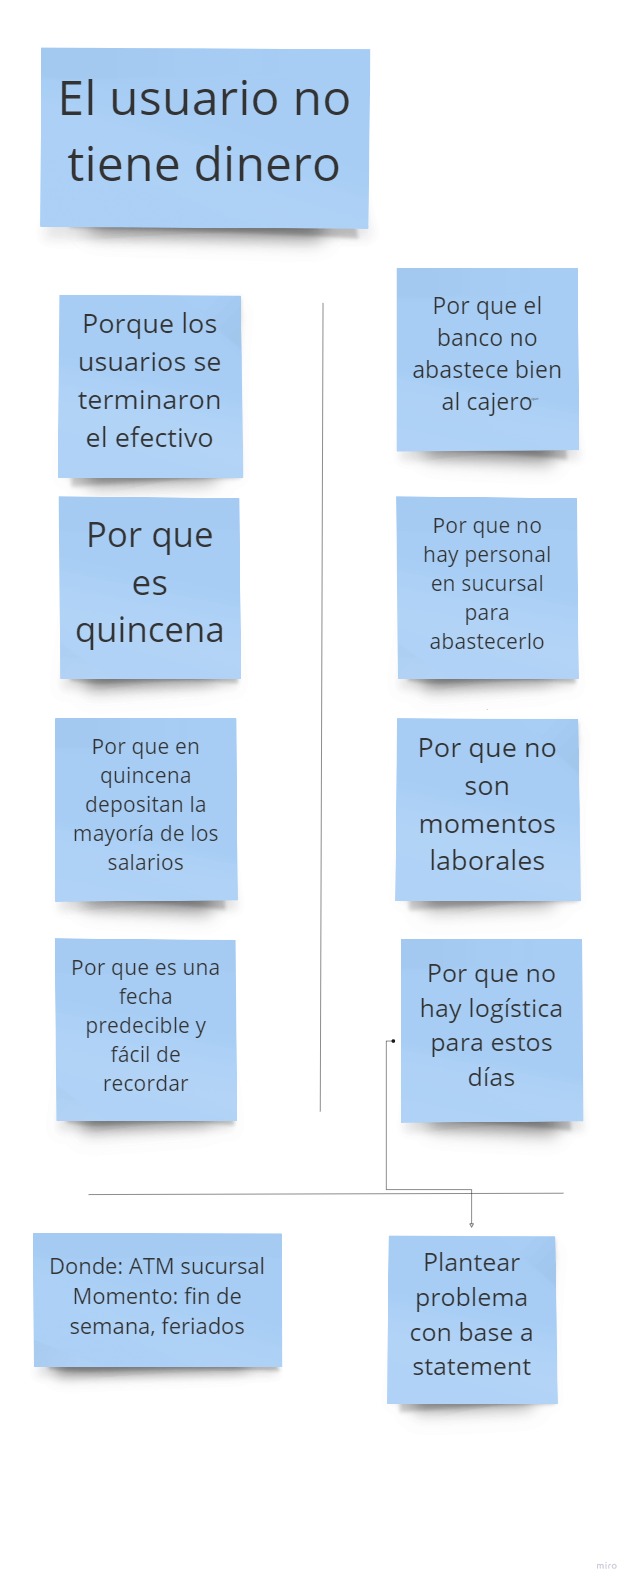 El usuario no
tiene dinero
Porque los
usuarios se
terminaron
el efectivo
Por que
es
quincena
Por que en
quincena
depositan la
mayoría de los
salarios
Por que es una
fecha
predecible y
fácil de
recordar
Por que el
banco no
abastece bien
al cajero
Por que no
hay personal
en sucursal
para
abastecerlo
Por que no
son
momentos
laborales
Por que no
hay logística
para estos
días
Donde: ATM sucursal
Momento: fin de
semana, feriados
Plantear
problema
con base a
statement
miro